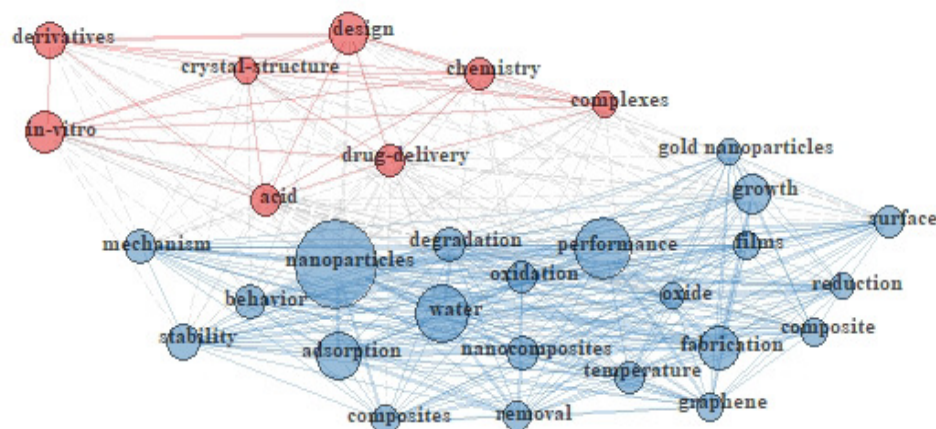 design
derivatives
crystal-structure
chemistry
complexes
in-vitro
gold nanoparticles
drug-delivery
growth
acid
surface
mechanism
degradation
performance
films
nanoparticles
oxidation
reduction
behavior
oxide
water
composite
stability
adsorption
nanocomposites
fabrication
temperature
graphene
composites
removal